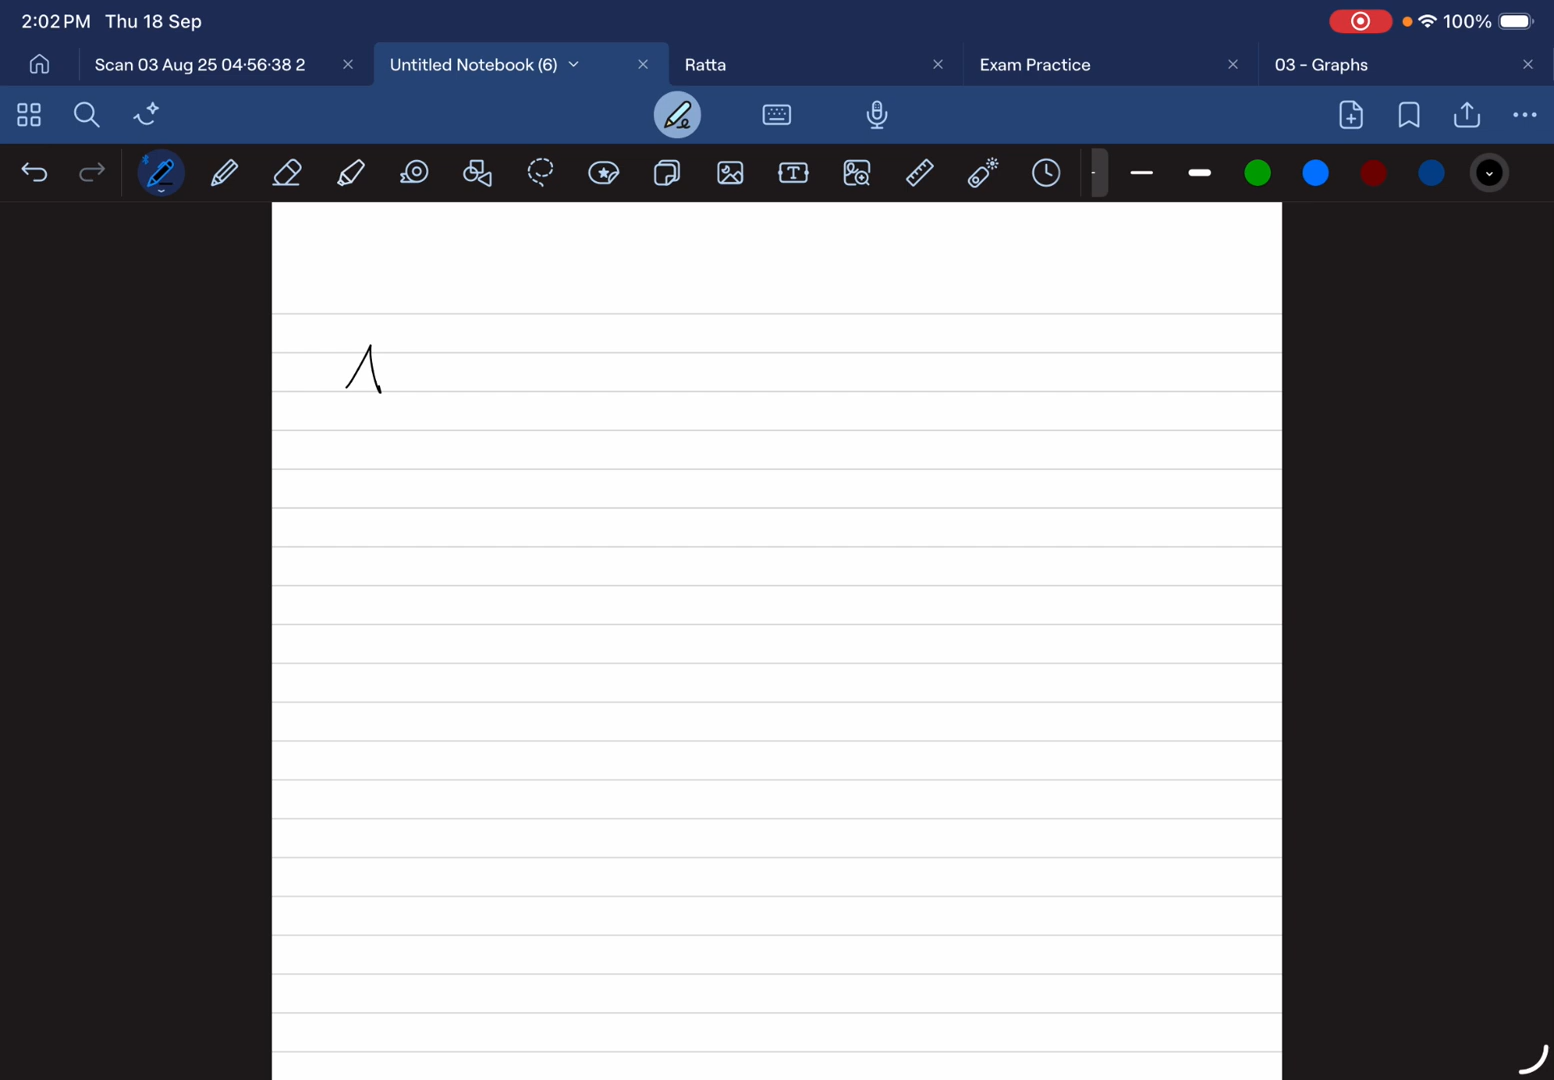 2:02 PM Thu 18 Sep 100%
Scan 03 Aug 25 04-56-38 2 Untitled Notebook (6) Ratta Exam Practice 03 - Graphs